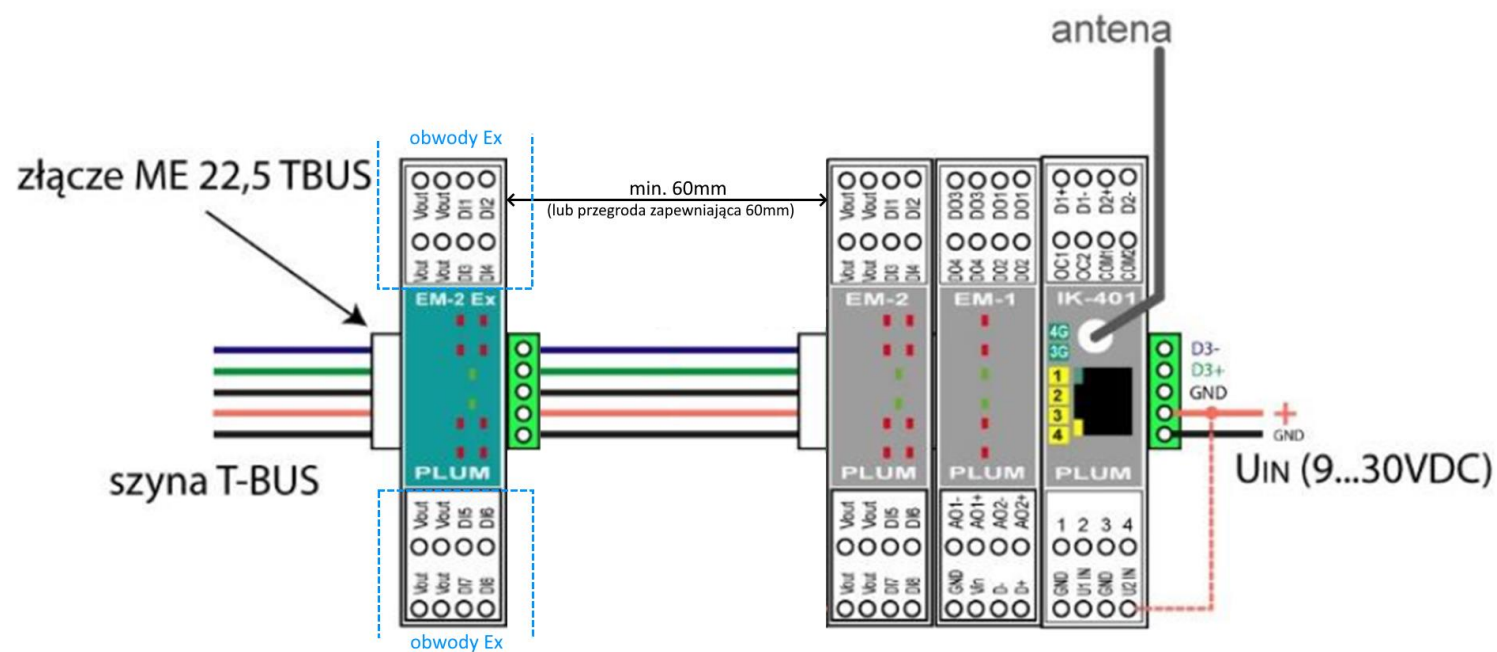 antena
obwody Ex
złącze ME 22,5 TBUS
min. 60mm
(lub przegroda zapewniająca 60mm)
Vout Vout DI1 DI2
Vout Vout DI3 DI4
EM-2 Ex
PLUM
Vout Vout DI5 DI6
Vout Vout DI7 DI8
obwody Ex
szyna T-BUS
Vout Vout DI1 DI2
Vout Vout DI3 DI4
EM-2
PLUM
Vout Vout DI5 DI6
Vout Vout DI7 DI8
DO3 DO3 DO1 DO1
DO4 DO4 DO2 DO2
EM-1
PLUM
AO1- AO1+ AO2- AO2+
GND Vin D- D+
D1+ D1- D2+ D2-
OC1 OC2 COM1 COM2
IK-401
4G
3G
1
2
3
4
PLUM
1 2 3 4
GND U1 IN GND U2 IN
D3-
D3+
GND
+
GND
UIN (9...30VDC)